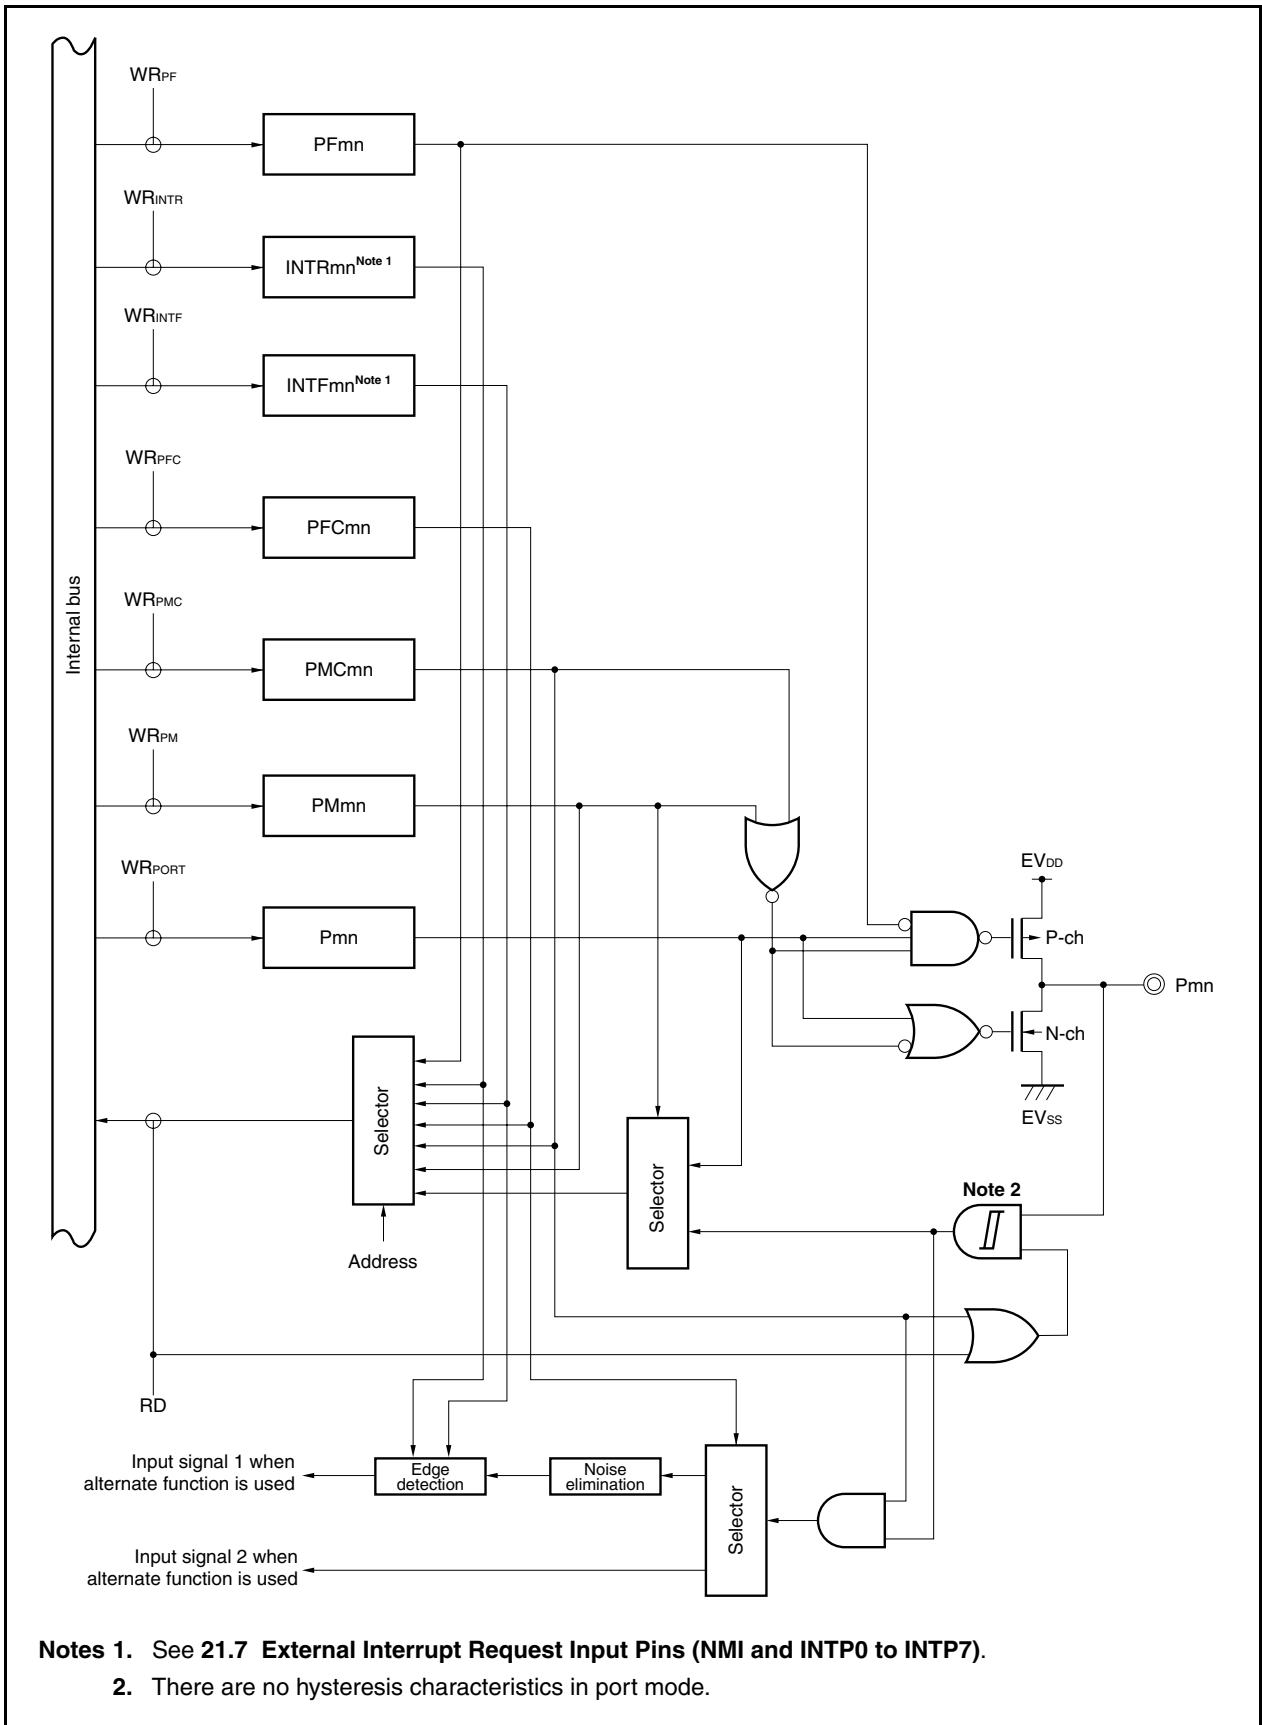 WRPF
PFmn
WRINTR
INTRmnNote 1
WRINTF
INTFmnNote 1
WRPFC
PFCmn
Internal bus
WRPMC
PMCmn
WRPM
PMmn
WRPORT
Pmn
EVDD
P-ch
Pmn
N-ch
EVSS
Selector
Selector
Note 2
Address
RD
Input signal 1 when
alternate function is used
Edge
detection
Noise
elimination
Selector
Input signal 2 when
alternate function is used
Notes 1. See 21.7 External Interrupt Request Input Pins (NMI and INTP0 to INTP7).
2. There are no hysteresis characteristics in port mode.